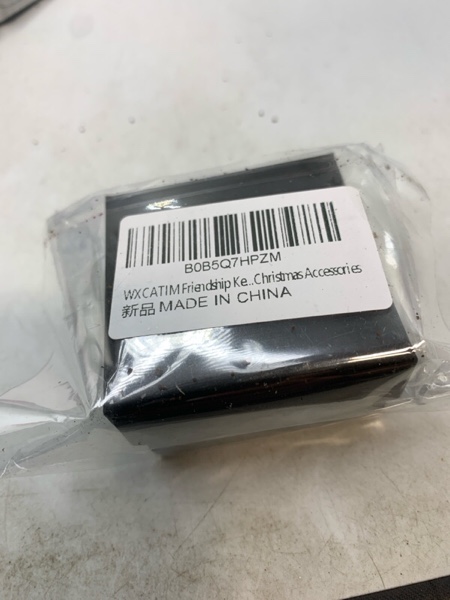 B0B5Q7HPZM
WXCATIM Friendship Ke...Christmas Accessories
新品 MADE IN CHINA